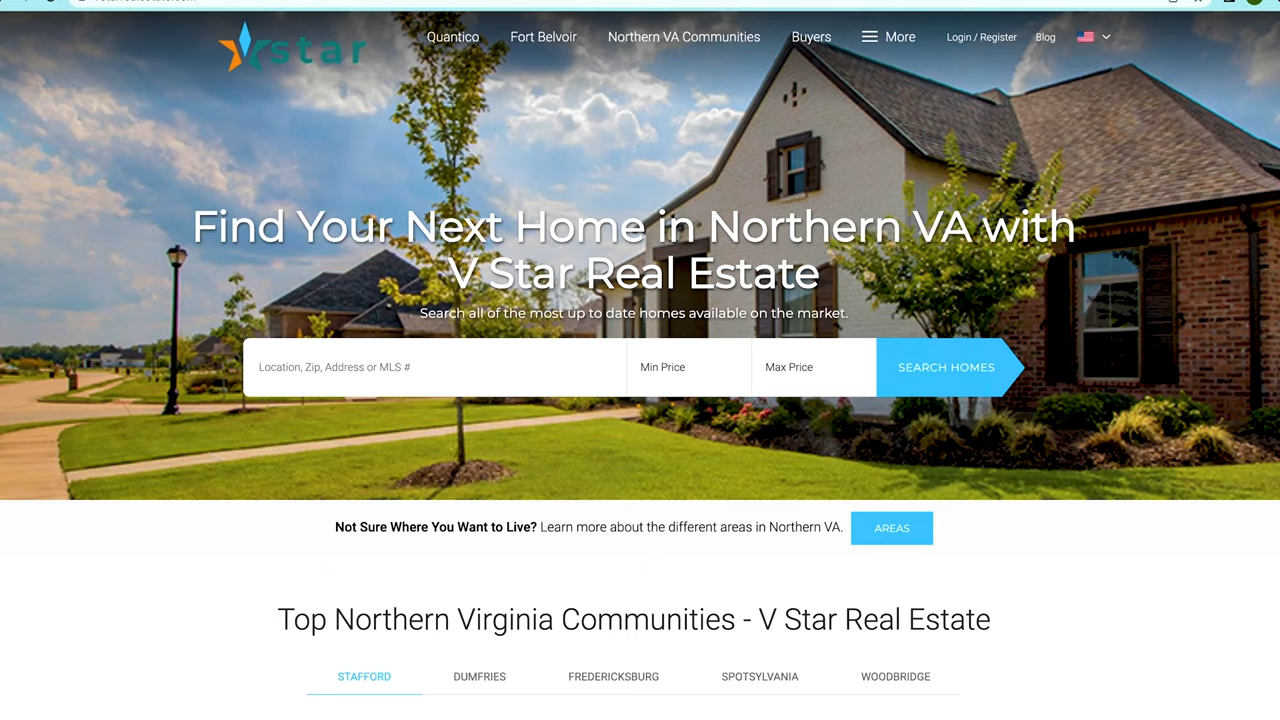 Vstar
Quantico
Fort Belvoir
Northern VA Communities
Buyers
More
Login / Register
Blog
Find Your Next Home in Northern VA with
V Star Real Estate
Search all of the most up to date homes available on the market.
Location, Zip, Address or MLS #
Min Price
Max Price
SEARCH HOMES
Not Sure Where You Want to Live? Learn more about the different areas in Northern VA.
AREAS
Top Northern Virginia Communities - V Star Real Estate
STAFFORD
DUMFRIES
FREDERICKSBURG
SPOTSYLVANIA
WOODBRIDGE